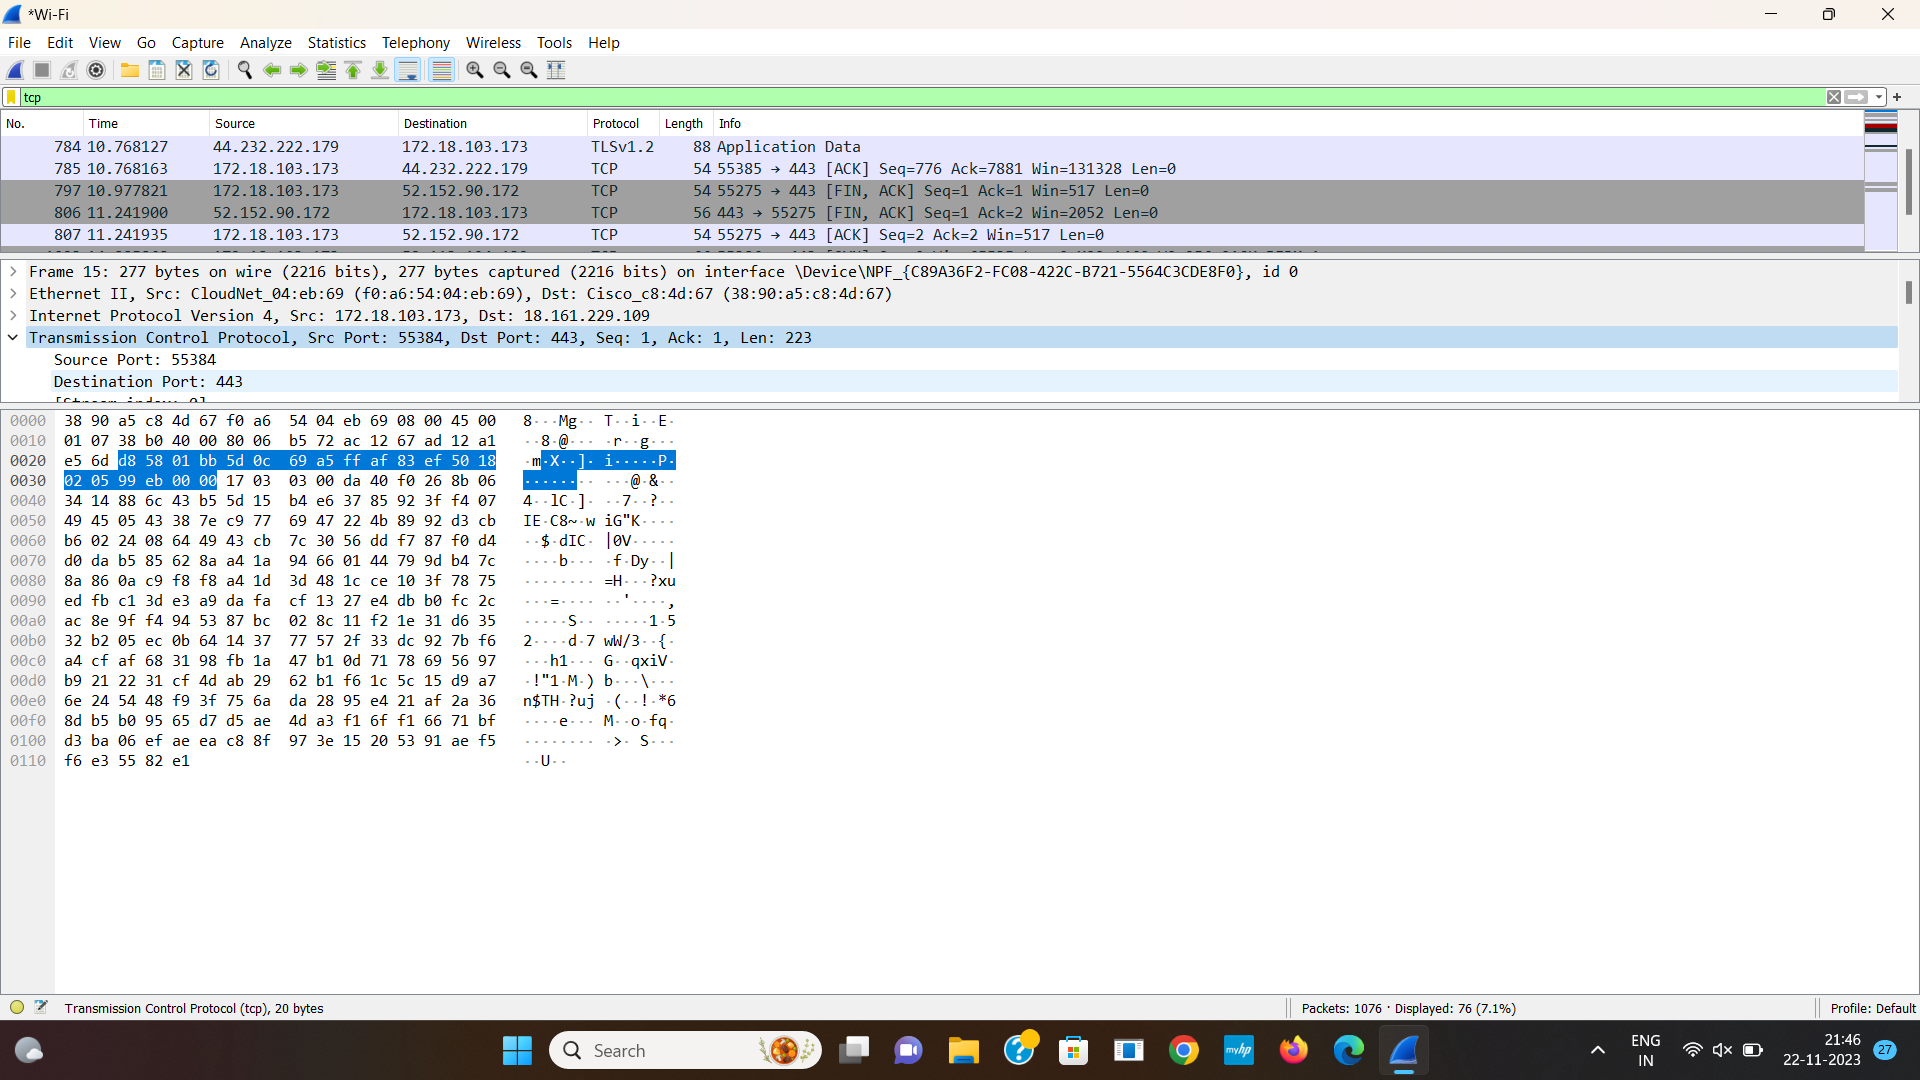 *Wi-Fi
File Edit View Go Capture Analyze Statistics Telephony Wireless Tools Help
tcp
No. Time Source Destination Protocol Length Info
784 10.768127 44.232.222.179 172.18.103.173 TLSv1.2 88 Application Data
785 10.768163 172.18.103.173 44.232.222.179 TCP 54 55385 → 443 [ACK] Seq=776 Ack=7881 Win=131328 Len=0
797 10.977821 172.18.103.173 52.152.90.172 TCP 54 55275 → 443 [FIN, ACK] Seq=1 Ack=1 Win=517 Len=0
806 11.241900 52.152.90.172 172.18.103.173 TCP 56 443 → 55275 [FIN, ACK] Seq=1 Ack=2 Win=2052 Len=0
807 11.241935 172.18.103.173 52.152.90.172 TCP 54 55275 → 443 [ACK] Seq=2 Ack=2 Win=517 Len=0
Frame 15: 277 bytes on wire (2216 bits), 277 bytes captured (2216 bits) on interface \Device\NPF_{C89A36F2-FC08-422C-B721-5564C3CDE8F0}, id 0
Ethernet II, Src: CloudNet_04:eb:69 (f0:a6:54:04:eb:69), Dst: Cisco_c8:4d:67 (38:90:a5:c8:4d:67)
Internet Protocol Version 4, Src: 172.18.103.173, Dst: 18.161.229.109
Transmission Control Protocol, Src Port: 55384, Dst Port: 443, Seq: 1, Ack: 1, Len: 223
Source Port: 55384
Destination Port: 443
[Stream index: 0]
0000 38 90 a5 c8 4d 67 f0 a6 54 04 eb 69 08 00 45 00 8···Mg·· T··i··E·
0010 01 07 38 b0 40 00 80 06 b5 72 ac 12 67 ad 12 a1 ··8·@··· ·r··g···
0020 e5 6d d8 58 01 bb 5d 0c 69 a5 ff af 83 ef 50 18 ·m·X··]· i·····P·
0030 02 05 99 eb 00 00 17 03 03 00 da 40 f0 26 8b 06 ········ ···@·&··
0040 34 14 88 6c 43 b5 5d 15 b4 e6 37 85 92 3f f4 07 4··lC·]· ··7··?··
0050 49 45 05 43 38 7e c9 77 69 47 22 4b 89 92 d3 cb IE·C8~·w iG"K····
0060 b6 02 24 08 64 49 43 cb 7c 30 56 dd f7 87 f0 d4 ··$·dIC· |0V·····
0070 d0 da b5 85 62 8a a4 1a 94 66 01 44 79 9d b4 7c ····b··· ·f·Dy··|
0080 8a 86 0a c9 f8 f8 a4 1d 3d 48 1c ce 10 3f 78 75 ········ =H···?xu
0090 ed fb c1 3d e3 a9 da fa cf 13 27 e4 db b0 fc 2c ···=···· ··'····,
00a0 ac 8e 9f f4 94 53 87 bc 02 8c 11 f2 1e 31 d6 35 ·····S·· ·····1·5
00b0 32 b2 05 ec 0b 64 14 37 77 57 2f 33 dc 92 7b f6 2····d·7 wW/3··{·
00c0 a4 cf af 68 31 98 fb 1a 47 b1 0d 71 78 69 56 97 ···h1··· G··qxiV·
00d0 b9 21 22 31 cf 4d ab 29 62 b1 f6 1c 5c 15 d9 a7 ·!"1·M·) b···\···
00e0 6e 24 54 48 f9 3f 75 6a da 28 95 e4 21 af 2a 36 n$TH·?uj ·(··!·*6
00f0 8d b5 b0 95 65 d7 d5 ae 4d a3 f1 6f f1 66 71 bf ····e··· M··o·fq·
0100 d3 ba 06 ef ae ea c8 8f 97 3e 15 20 53 91 ae f5 ········ ·>· S···
0110 f6 e3 55 82 e1 ··U··
Transmission Control Protocol (tcp), 20 bytes
Packets: 1076 · Displayed: 76 (7.1%)
Profile: Default
Search
myhp
ENG
IN
21:46
22-11-2023
27